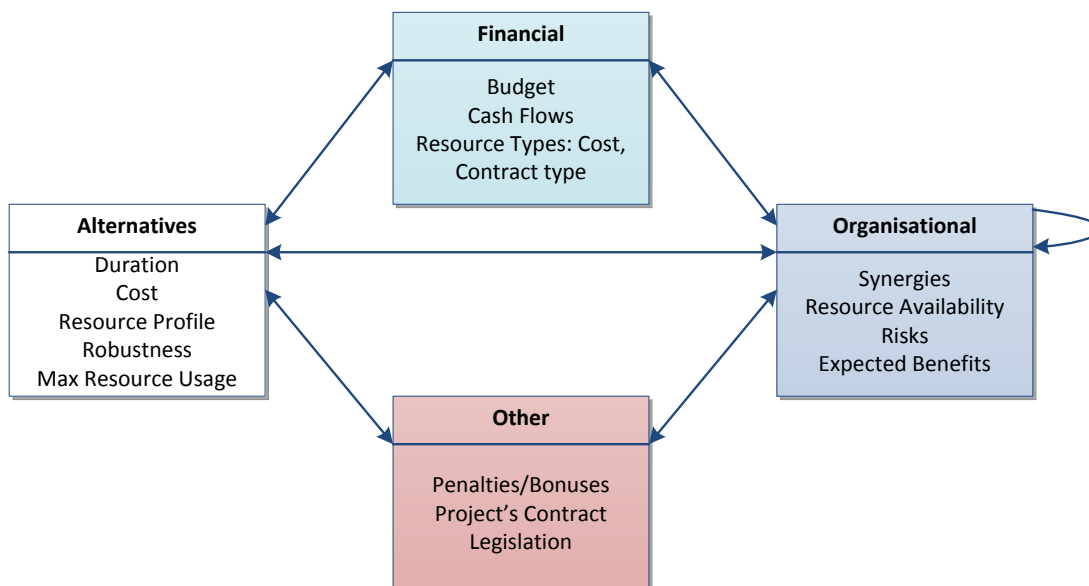 Financial
Budget
Cash Flows
Resource Types: Cost,
Contract type
Alternatives
Duration
Cost
Resource Profile
Robustness
Max Resource Usage
Organisational
Synergies
Resource Availability
Risks
Expected Benefits
Other
Penalties/Bonuses
Project’s Contract
Legislation